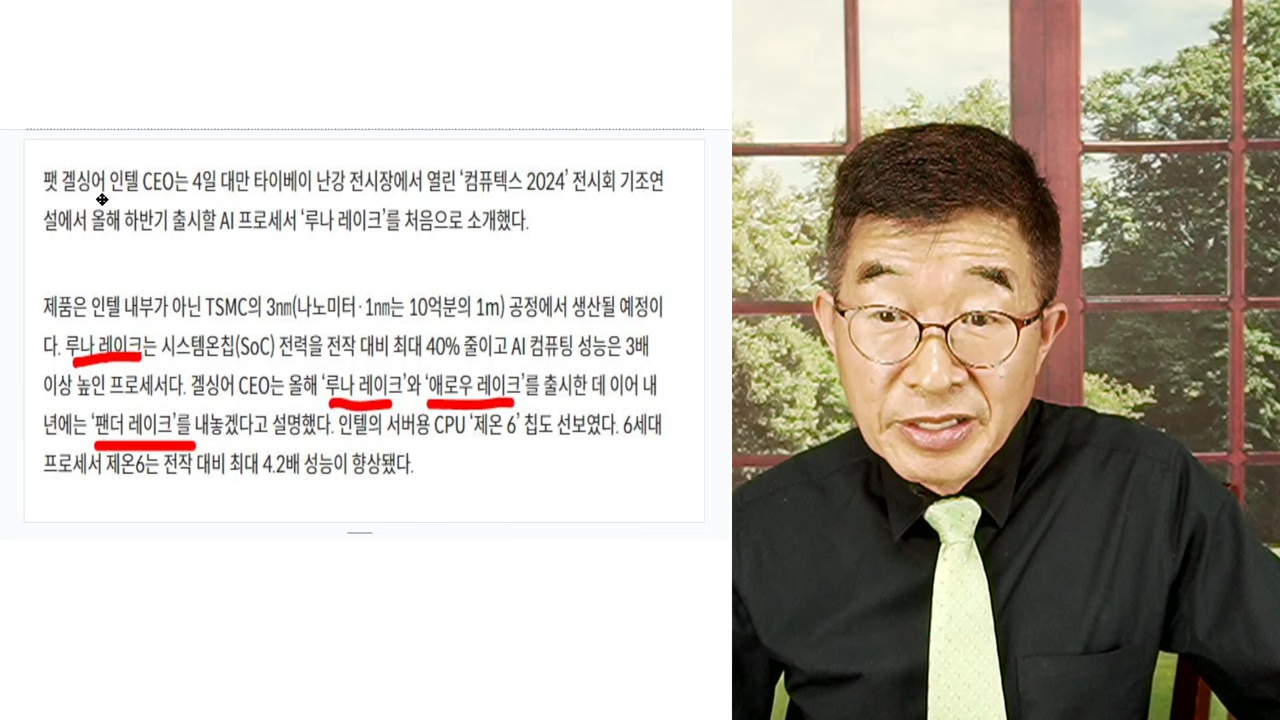 팻 겔싱어 인텔 CEO는 4일 대만 타이베이 난강 전시장에서 열린 ‘컴퓨텍스 2024’ 전시회 기조연
설에서 올해 하반기 출시할 AI 프로세서 ‘루나 레이크’를 처음으로 소개했다.
제품은 인텔 내부가 아닌 TSMC의 3㎚(나노미터·1㎚는 10억분의 1m) 공정에서 생산될 예정이
다. 루나 레이크는 시스템온칩(SoC) 전력을 전작 대비 최대 40% 줄이고 AI 컴퓨팅 성능은 3배
이상 높인 프로세서다. 겔싱어 CEO는 올해 ‘루나 레이크’와 ‘애로우 레이크’를 출시한 데 이어 내
년에는 ‘팬더 레이크’를 내놓겠다고 설명했다. 인텔의 서버용 CPU ‘제온 6’ 칩도 선보였다. 6세대
프로세서 제온6는 전작 대비 최대 4.2배 성능이 향상됐다.